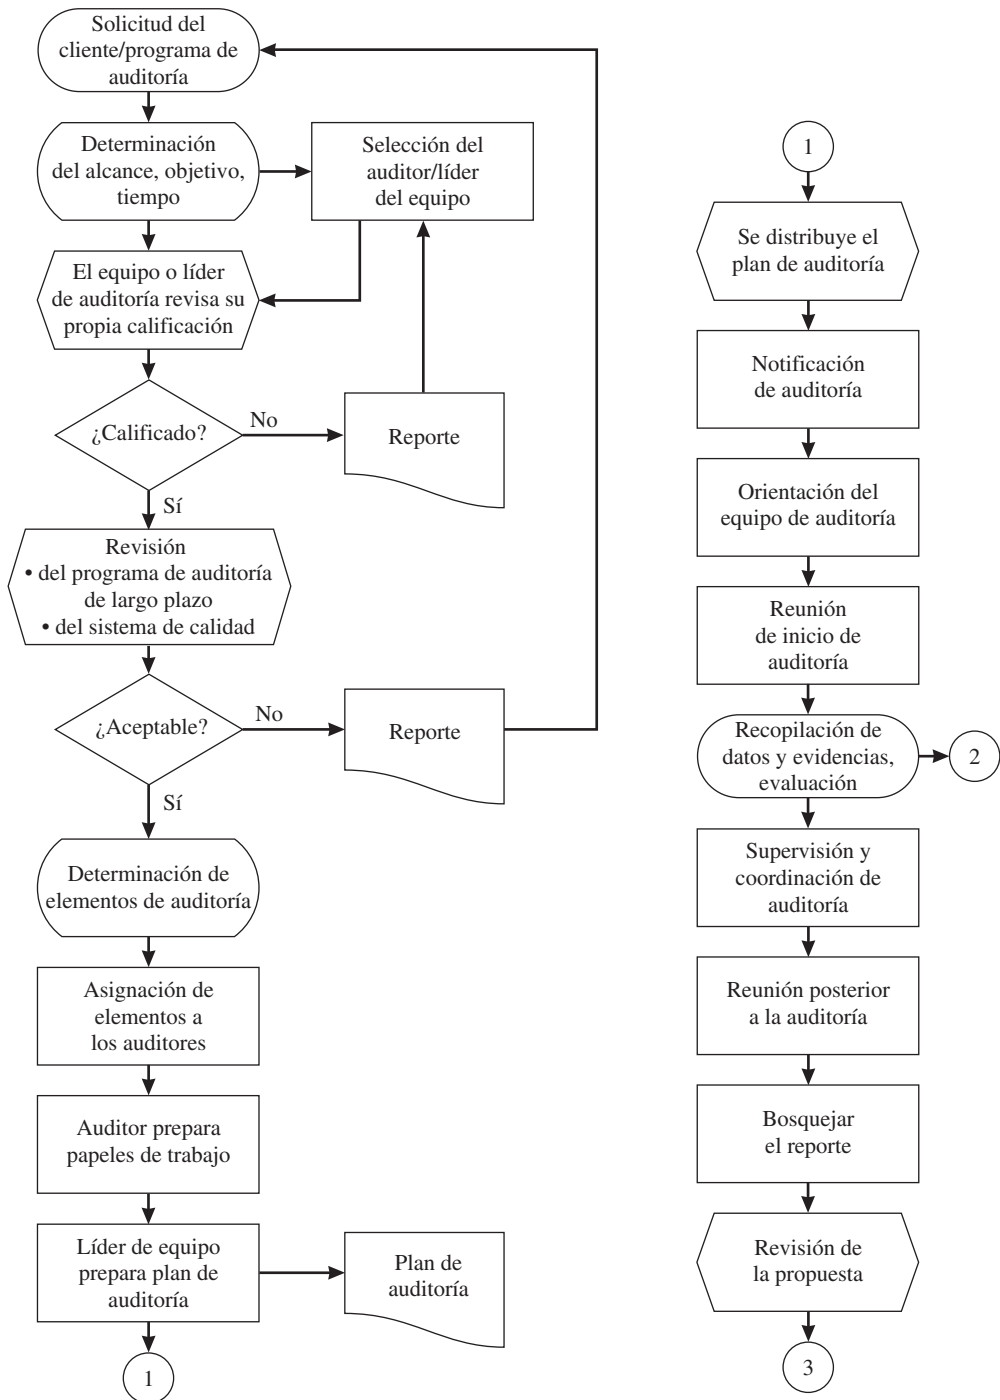 Solicitud del
cliente/programa de
auditoría
Determinación
del alcance, objetivo,
tiempo
Selección del
auditor/líder
del equipo
El equipo o líder
de auditoría revisa su
propia calificación
¿Calificado?
No
Reporte
Sí
Revisión
• del programa de auditoría
de largo plazo
• del sistema de calidad
¿Aceptable?
No
Reporte
Sí
Determinación de
elementos de auditoría
Asignación de
elementos a
los auditores
Auditor prepara
papeles de trabajo
Líder de equipo
prepara plan de
auditoría
Plan de
auditoría
1
1
Se distribuye el
plan de auditoría
Notificación
de auditoría
Orientación del
equipo de auditoría
Reunión
de inicio de
auditoría
Recopilación de
datos y evidencias,
evaluación
2
Supervisión y
coordinación de
auditoría
Reunión posterior
a la auditoría
Bosquejar
el reporte
Revisión de
la propuesta
3